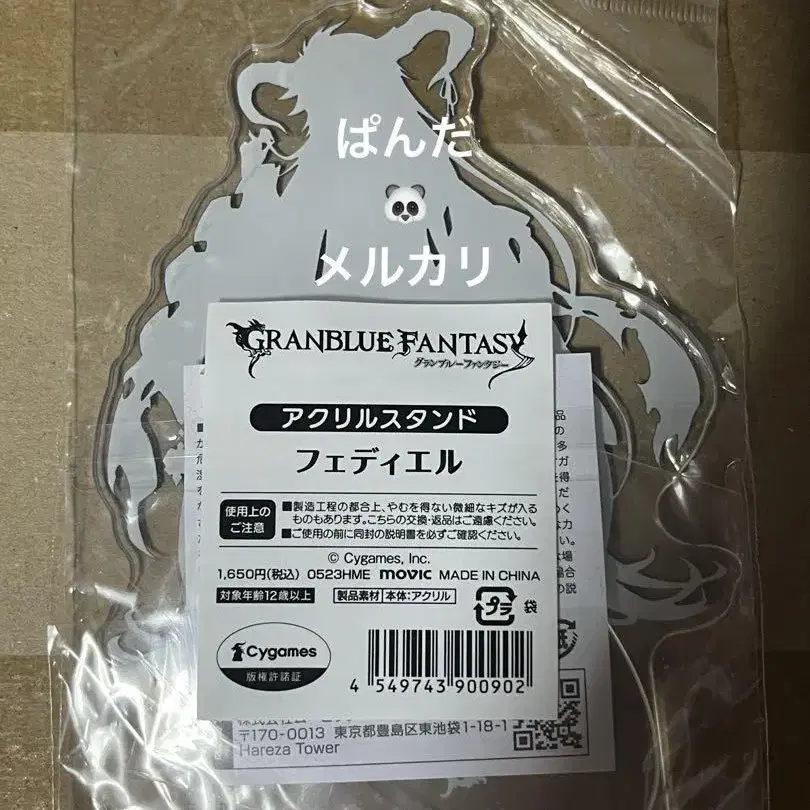 ぱんだ
🐼
メルカリ
GRANBLUE FANTASY
グランブルーファンタジー
アクリルスタンド
フェディエル
使用上の
ご注意
■製造工程の都合上、やむを得ない微細なキズが入る
ものもあります。こちらの交換・返品はご遠慮ください。
■ご使用の前に同封の説明書を必ずご確認ください。
© Cygames, Inc.
1,650円(税込) 0523HME movic MADE IN CHINA
対象年齢12歳以上 製品素材 本体:アクリル プラ 袋
Cygames
版権許諾証
4 549743 900902
〒170-0013 東京都豊島区東池袋1-18-1
Hareza Tower